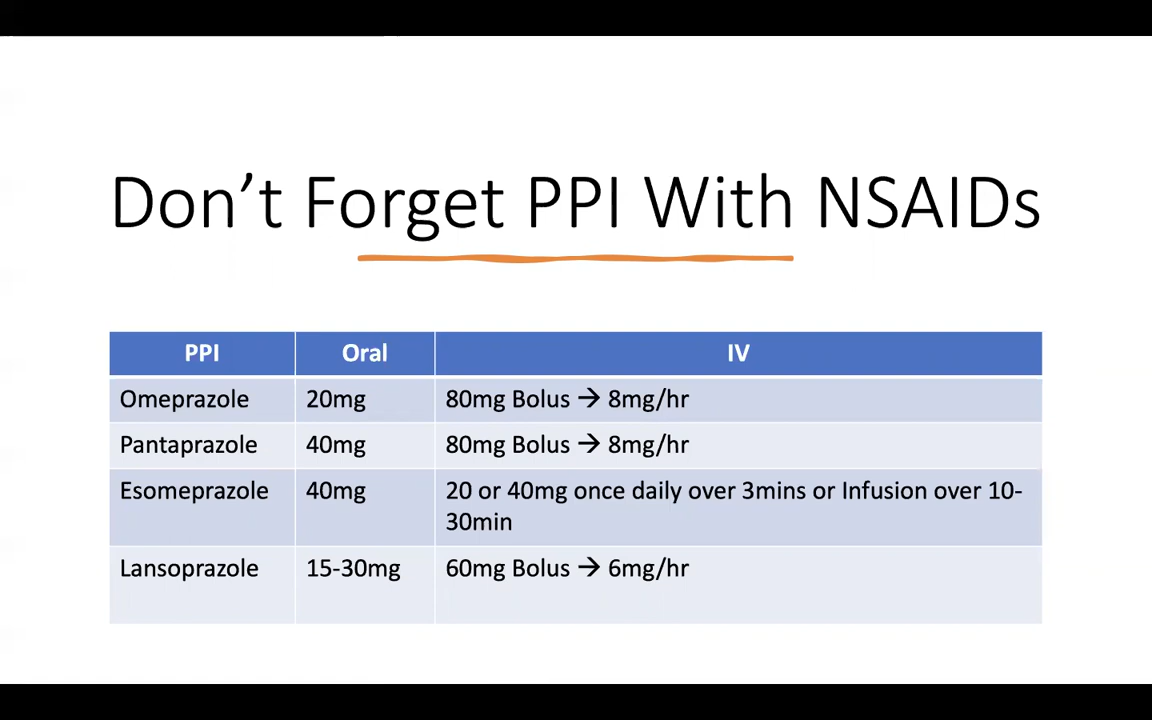 Don’t Forget PPI With NSAIDs
PPI Oral IV
Omeprazole 20mg 80mg Bolus → 8mg/hr
Pantaprazole 40mg 80mg Bolus → 8mg/hr
Esomeprazole 40mg 20 or 40mg once daily over 3mins or Infusion over 10-
30min
Lansoprazole 15-30mg 60mg Bolus → 6mg/hr